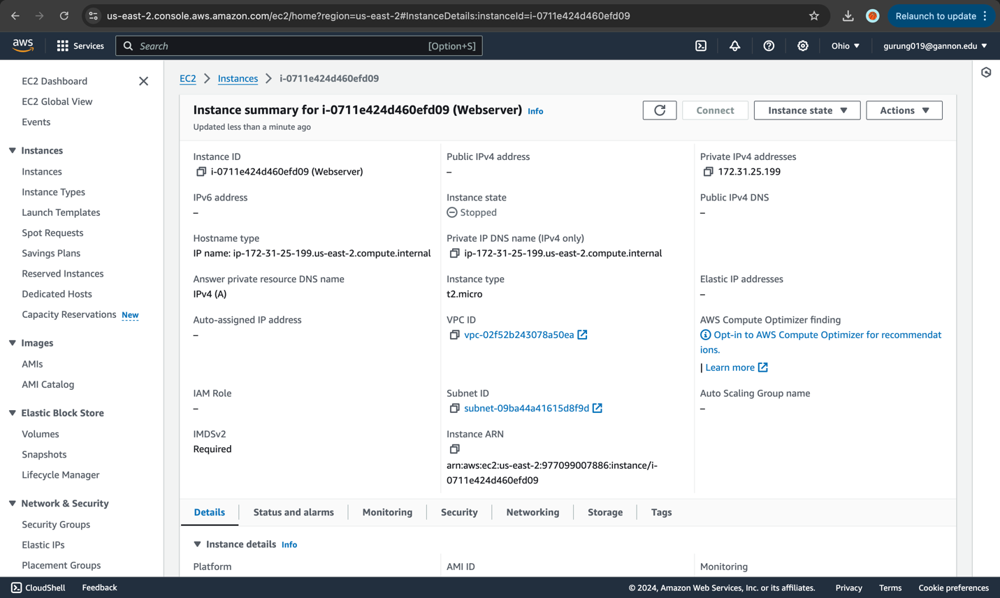 us-east-2.console.aws.amazon.com/ec2/home?region=us-east-2#InstanceDetails:instanceId=i-0711e424d460efd09
Relaunch to update
aws
Services
Search
[Option+S]
Ohio
gurung019@gannon.edu
EC2 Dashboard
EC2 Global View
Events
Instances
Instances
Instance Types
Launch Templates
Spot Requests
Savings Plans
Reserved Instances
Dedicated Hosts
Capacity Reservations New
Images
AMIs
AMI Catalog
Elastic Block Store
Volumes
Snapshots
Lifecycle Manager
Network & Security
Security Groups
Elastic IPs
Placement Groups
EC2 > Instances > i-0711e424d460efd09
Instance summary for i-0711e424d460efd09 (Webserver) Info
Updated less than a minute ago
Connect
Instance state
Actions
Instance ID
i-0711e424d460efd09 (Webserver)
Public IPv4 address
–
Private IPv4 addresses
172.31.25.199
IPv6 address
–
Instance state
Stopped
Public IPv4 DNS
–
Hostname type
IP name: ip-172-31-25-199.us-east-2.compute.internal
Private IP DNS name (IPv4 only)
ip-172-31-25-199.us-east-2.compute.internal
Answer private resource DNS name
IPv4 (A)
Instance type
t2.micro
Elastic IP addresses
–
Auto-assigned IP address
–
VPC ID
vpc-02f52b243078a50ea
AWS Compute Optimizer finding
Opt-in to AWS Compute Optimizer for recommendat
ions.
| Learn more
IAM Role
–
Subnet ID
subnet-09ba44a41615d8f9d
Auto Scaling Group name
–
IMDSv2
Required
Instance ARN
arn:aws:ec2:us-east-2:977099007886:instance/i-
0711e424d460efd09
Details
Status and alarms
Monitoring
Security
Networking
Storage
Tags
Instance details Info
Platform
AMI ID
Monitoring
CloudShell
Feedback
© 2024, Amazon Web Services, Inc. or its affiliates.
Privacy
Terms
Cookie preferences